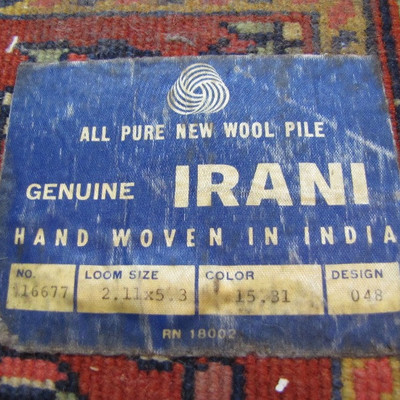 ALL PURE NEW WOOL PILE
GENUINE IRANI
HAND WOVEN IN INDIA
NO. LOOM SIZE COLOR DESIGN
2.11x5.3 15.31 048
RN 18002